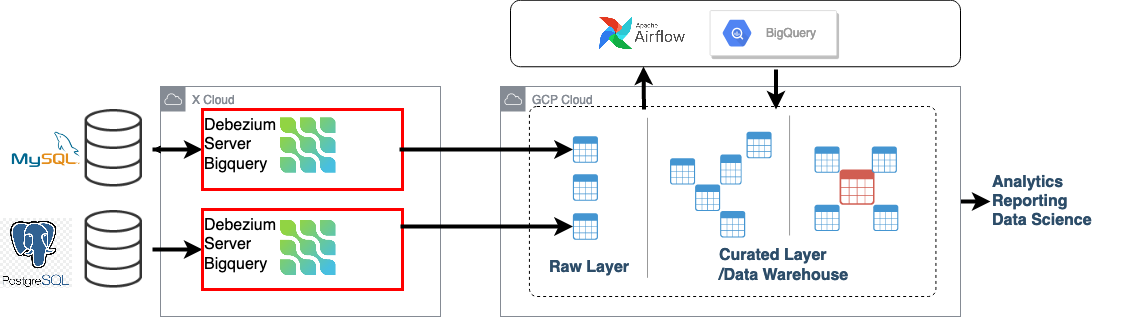 Apache
Airflow
BigQuery
X Cloud
GCP Cloud
Debezium
Server
Bigquery
MySQL
Debezium
Server
Bigquery
PostgreSQL
Raw Layer
Curated Layer
/Data Warehouse
Analytics
Reporting
Data Science